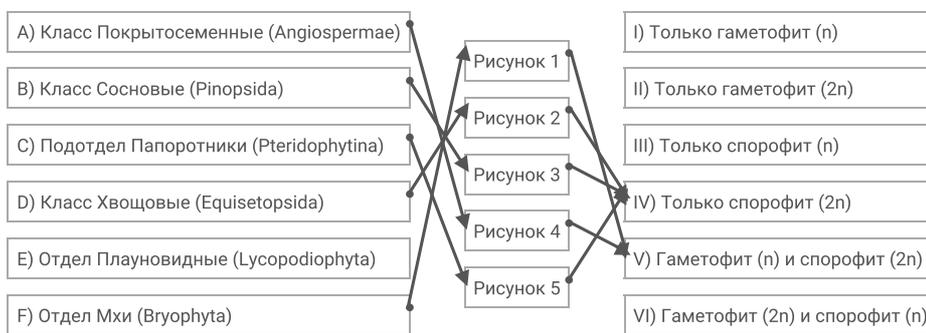 A) Класс Покрытосеменные (Angiospermae)
B) Класс Сосновые (Pinopsida)
C) Подотдел Папоротники (Pteridophytina)
D) Класс Хвощовые (Equisetopsida)
E) Отдел Плауновидные (Lycopodiophyta)
F) Отдел Мхи (Bryophyta)
Рисунок 1
Рисунок 2
Рисунок 3
Рисунок 4
Рисунок 5
I) Только гаметофит (n)
II) Только гаметофит (2n)
III) Только спорофит (n)
IV) Только спорофит (2n)
V) Гаметофит (n) и спорофит (2n)
VI) Гаметофит (2n) и спорофит (n)